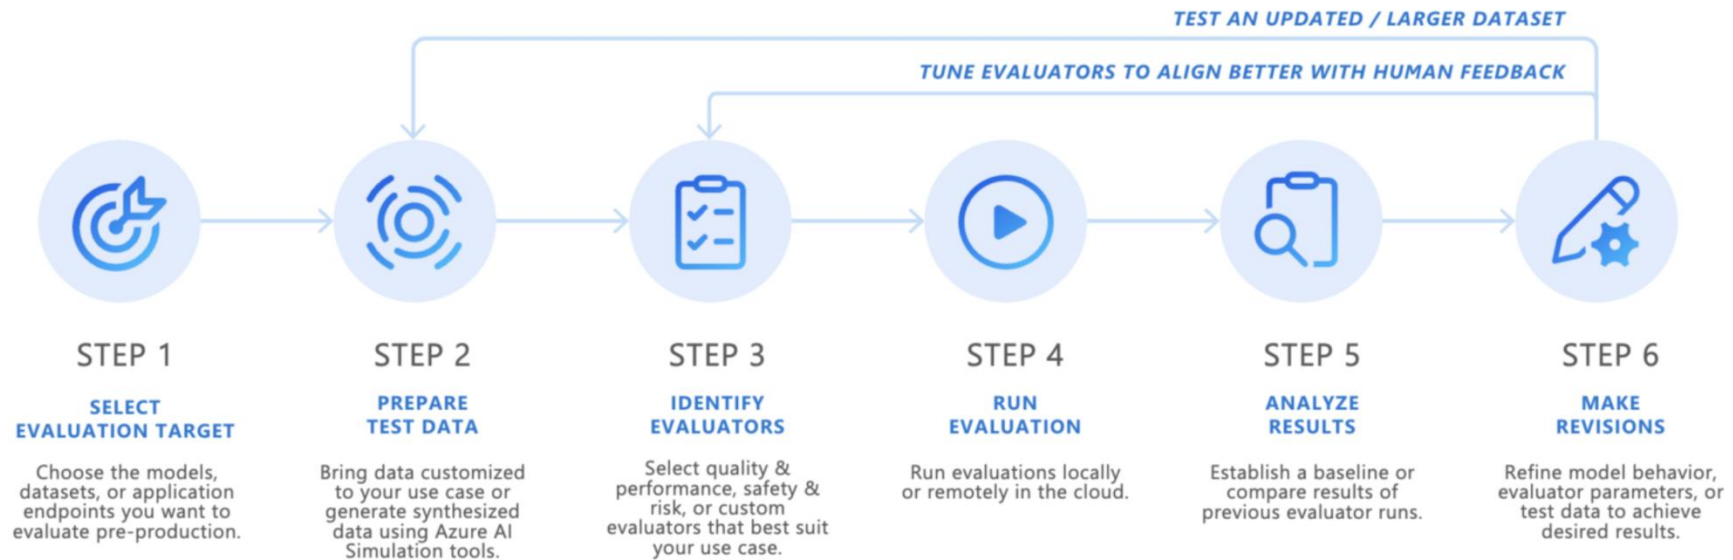 TEST AN UPDATED / LARGER DATASET
TUNE EVALUATORS TO ALIGN BETTER WITH HUMAN FEEDBACK
STEP 1
SELECT
EVALUATION TARGET
Choose the models,
datasets, or application
endpoints you want to
evaluate pre-production.
STEP 2
PREPARE
TEST DATA
Bring data customized
to your use case or
generate synthesized
data using Azure AI
Simulation tools.
STEP 3
IDENTIFY
EVALUATORS
Select quality &
performance, safety &
risk, or custom
evaluators that best suit
your use case.
STEP 4
RUN
EVALUATION
Run evaluations locally
or remotely in the cloud.
STEP 5
ANALYZE
RESULTS
Establish a baseline or
compare results of
previous evaluator runs.
STEP 6
MAKE
REVISIONS
Refine model behavior,
evaluator parameters, or
test data to achieve
desired results.